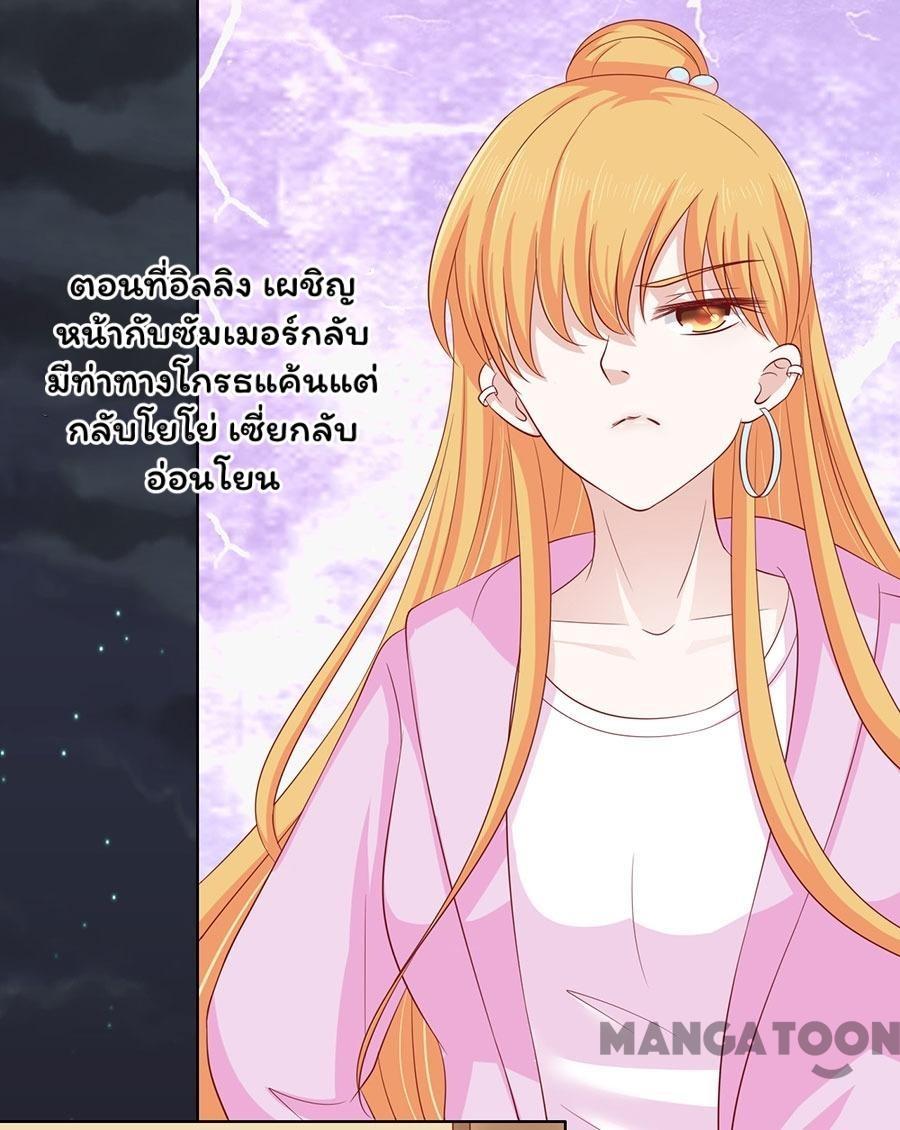 ตอนที่อิลลิง เผชิญ
หน้ากับซัมเมอร์กลับ
มีท่าทางโกรธแค้นแต่
กลับโยโย่ เซี่ยกลับ
อ่อนโยน
MANGATOON